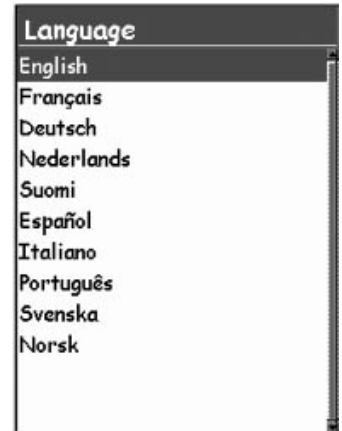 Language
English
Français
Deutsch
Nederlands
Suomi
Español
Italiano
Português
Svenska
Norsk